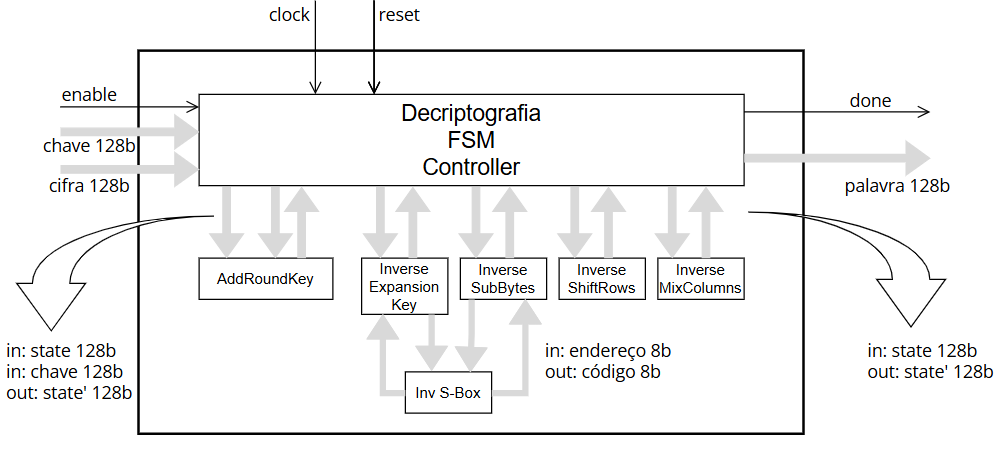 clock
reset
enable
chave 128b
cifra 128b
Decriptografia
FSM
Controller
done
palavra 128b
AddRoundKey
Inverse
Expansion
Key
Inverse
SubBytes
Inverse
ShiftRows
Inverse
MixColumns
Inv S-Box
in: endereço 8b
out: código 8b
in: state 128b
in: chave 128b
out: state' 128b
in: state 128b
out: state' 128b